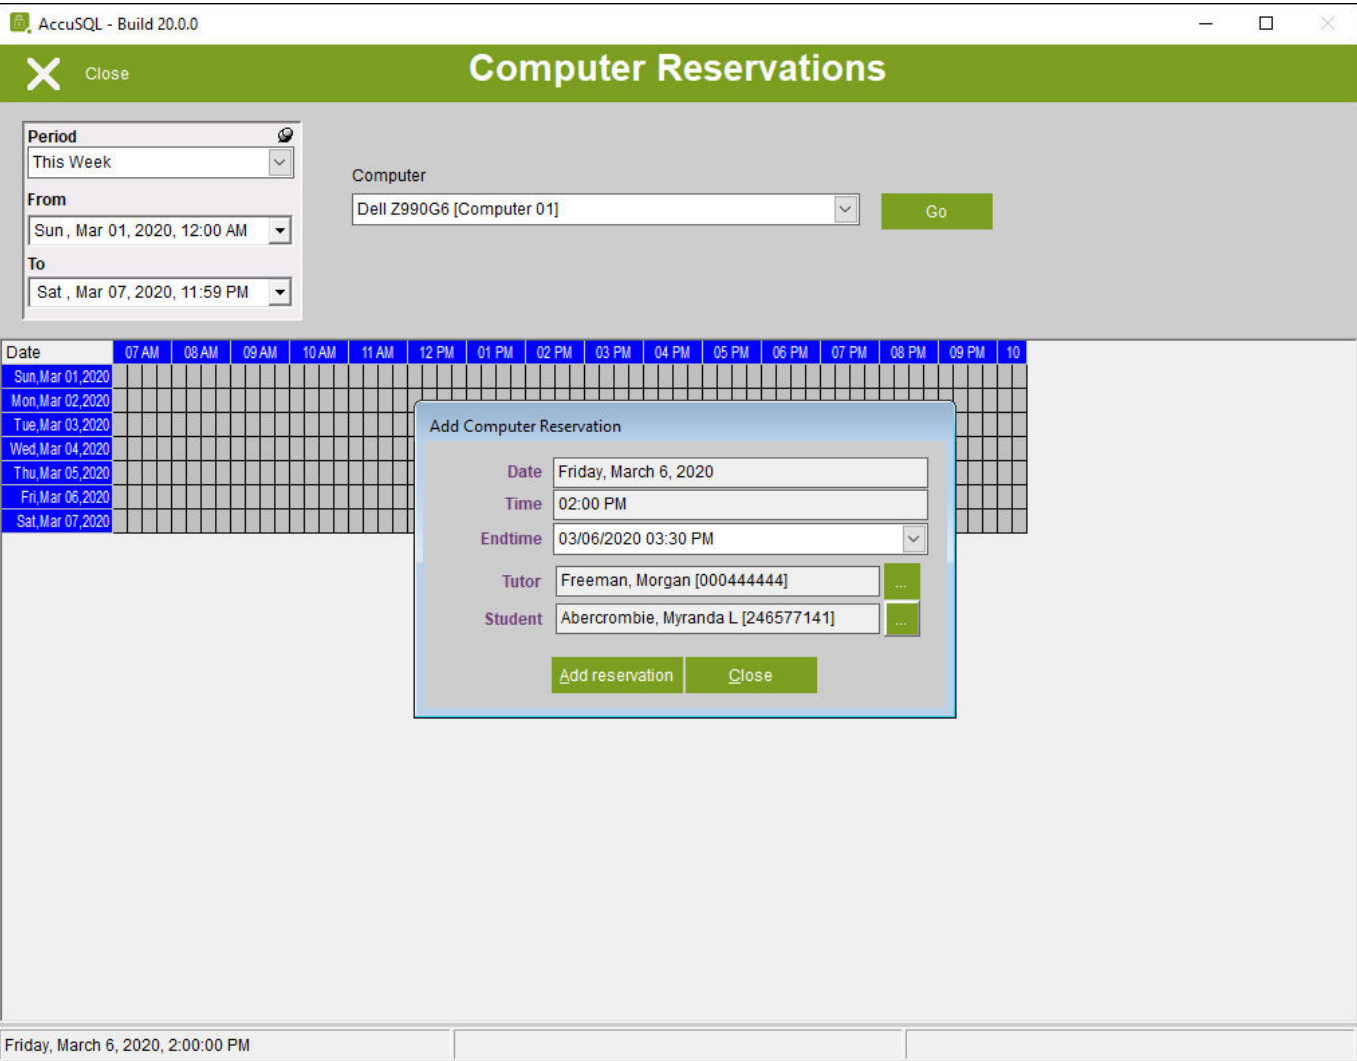 AccuSQL - Build 20.0.0
Close
Computer Reservations
Period
This Week
From
Sun , Mar 01, 2020, 12:00 AM
To
Sat , Mar 07, 2020, 11:59 PM
Computer
Dell Z990G6 [Computer 01]
Go
Date 07 AM 08 AM 09 AM 10 AM 11 AM 12 PM 01 PM 02 PM 03 PM 04 PM 05 PM 06 PM 07 PM 08 PM 09 PM 10
Sun,Mar 01,2020
Mon,Mar 02,2020
Tue,Mar 03,2020
Wed,Mar 04,2020
Thu,Mar 05,2020
Fri,Mar 06,2020
Sat,Mar 07,2020
Add Computer Reservation
Date Friday, March 6, 2020
Time 02:00 PM
Endtime 03/06/2020 03:30 PM
Tutor Freeman, Morgan [000444444] ...
Student Abercrombie, Myranda L [246577141] ...
Add reservation Close
Friday, March 6, 2020, 2:00:00 PM